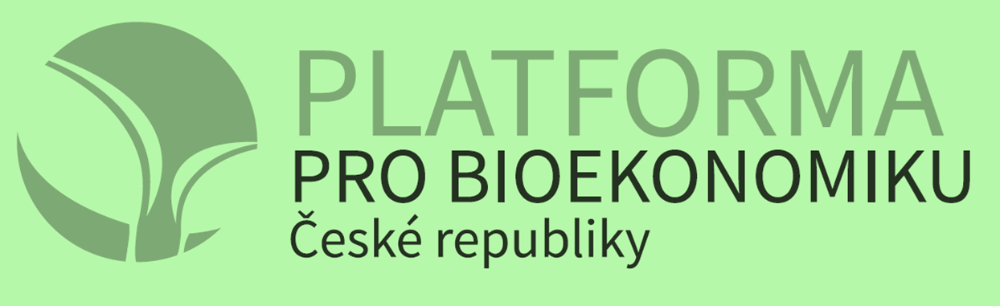 PLATFORMA
PRO BIOEKONOMIKU
České republiky